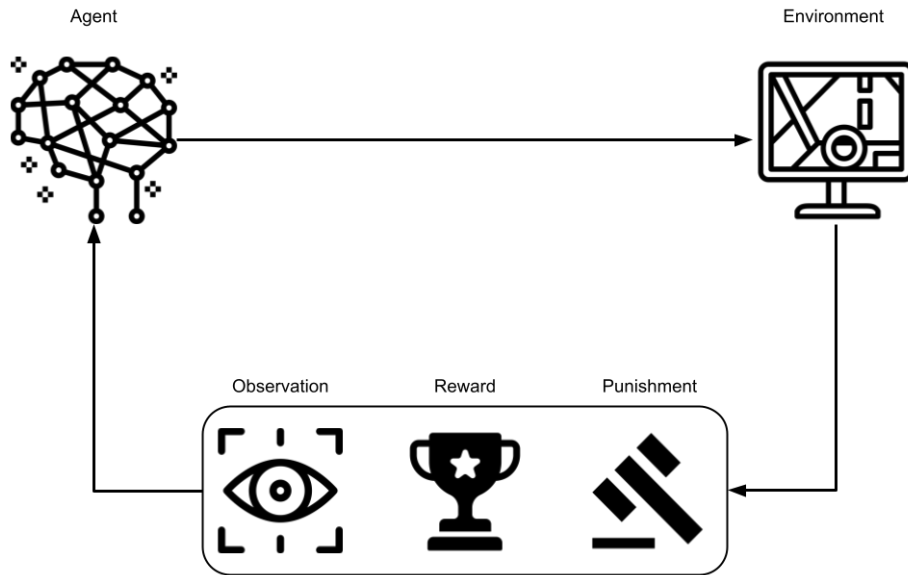 Agent
Environment
Observation
Reward
Punishment